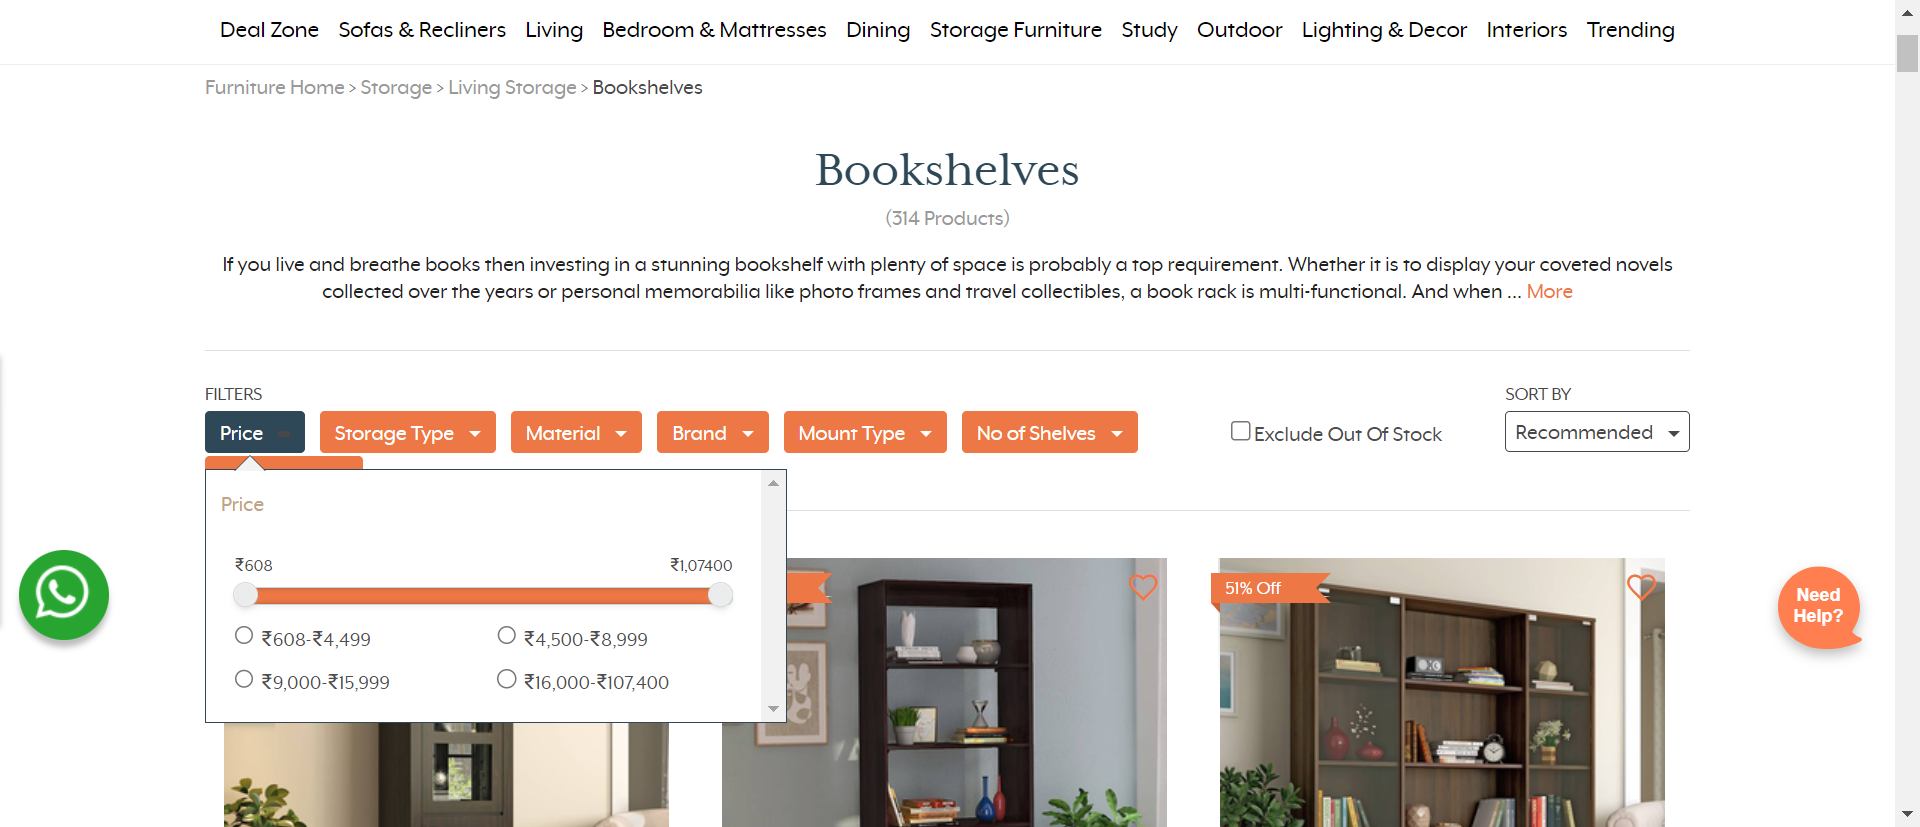 Deal Zone Sofas & Recliners Living Bedroom & Mattresses Dining Storage Furniture Study Outdoor Lighting & Decor Interiors Trending
Furniture Home > Storage > Living Storage > Bookshelves
Bookshelves
(314 Products)
If you live and breathe books then investing in a stunning bookshelf with plenty of space is probably a top requirement. Whether it is to display your coveted novels
collected over the years or personal memorabilia like photo frames and travel collectibles, a book rack is multi-functional. And when ... More
FILTERS
SORT BY
Price Storage Type Material Brand Mount Type No of Shelves Exclude Out Of Stock Recommended
Price
₹608 ₹1,07400
₹608-₹4,499 ₹4,500-₹8,999
₹9,000-₹15,999 ₹16,000-₹107,400
51% Off
Need
Help?